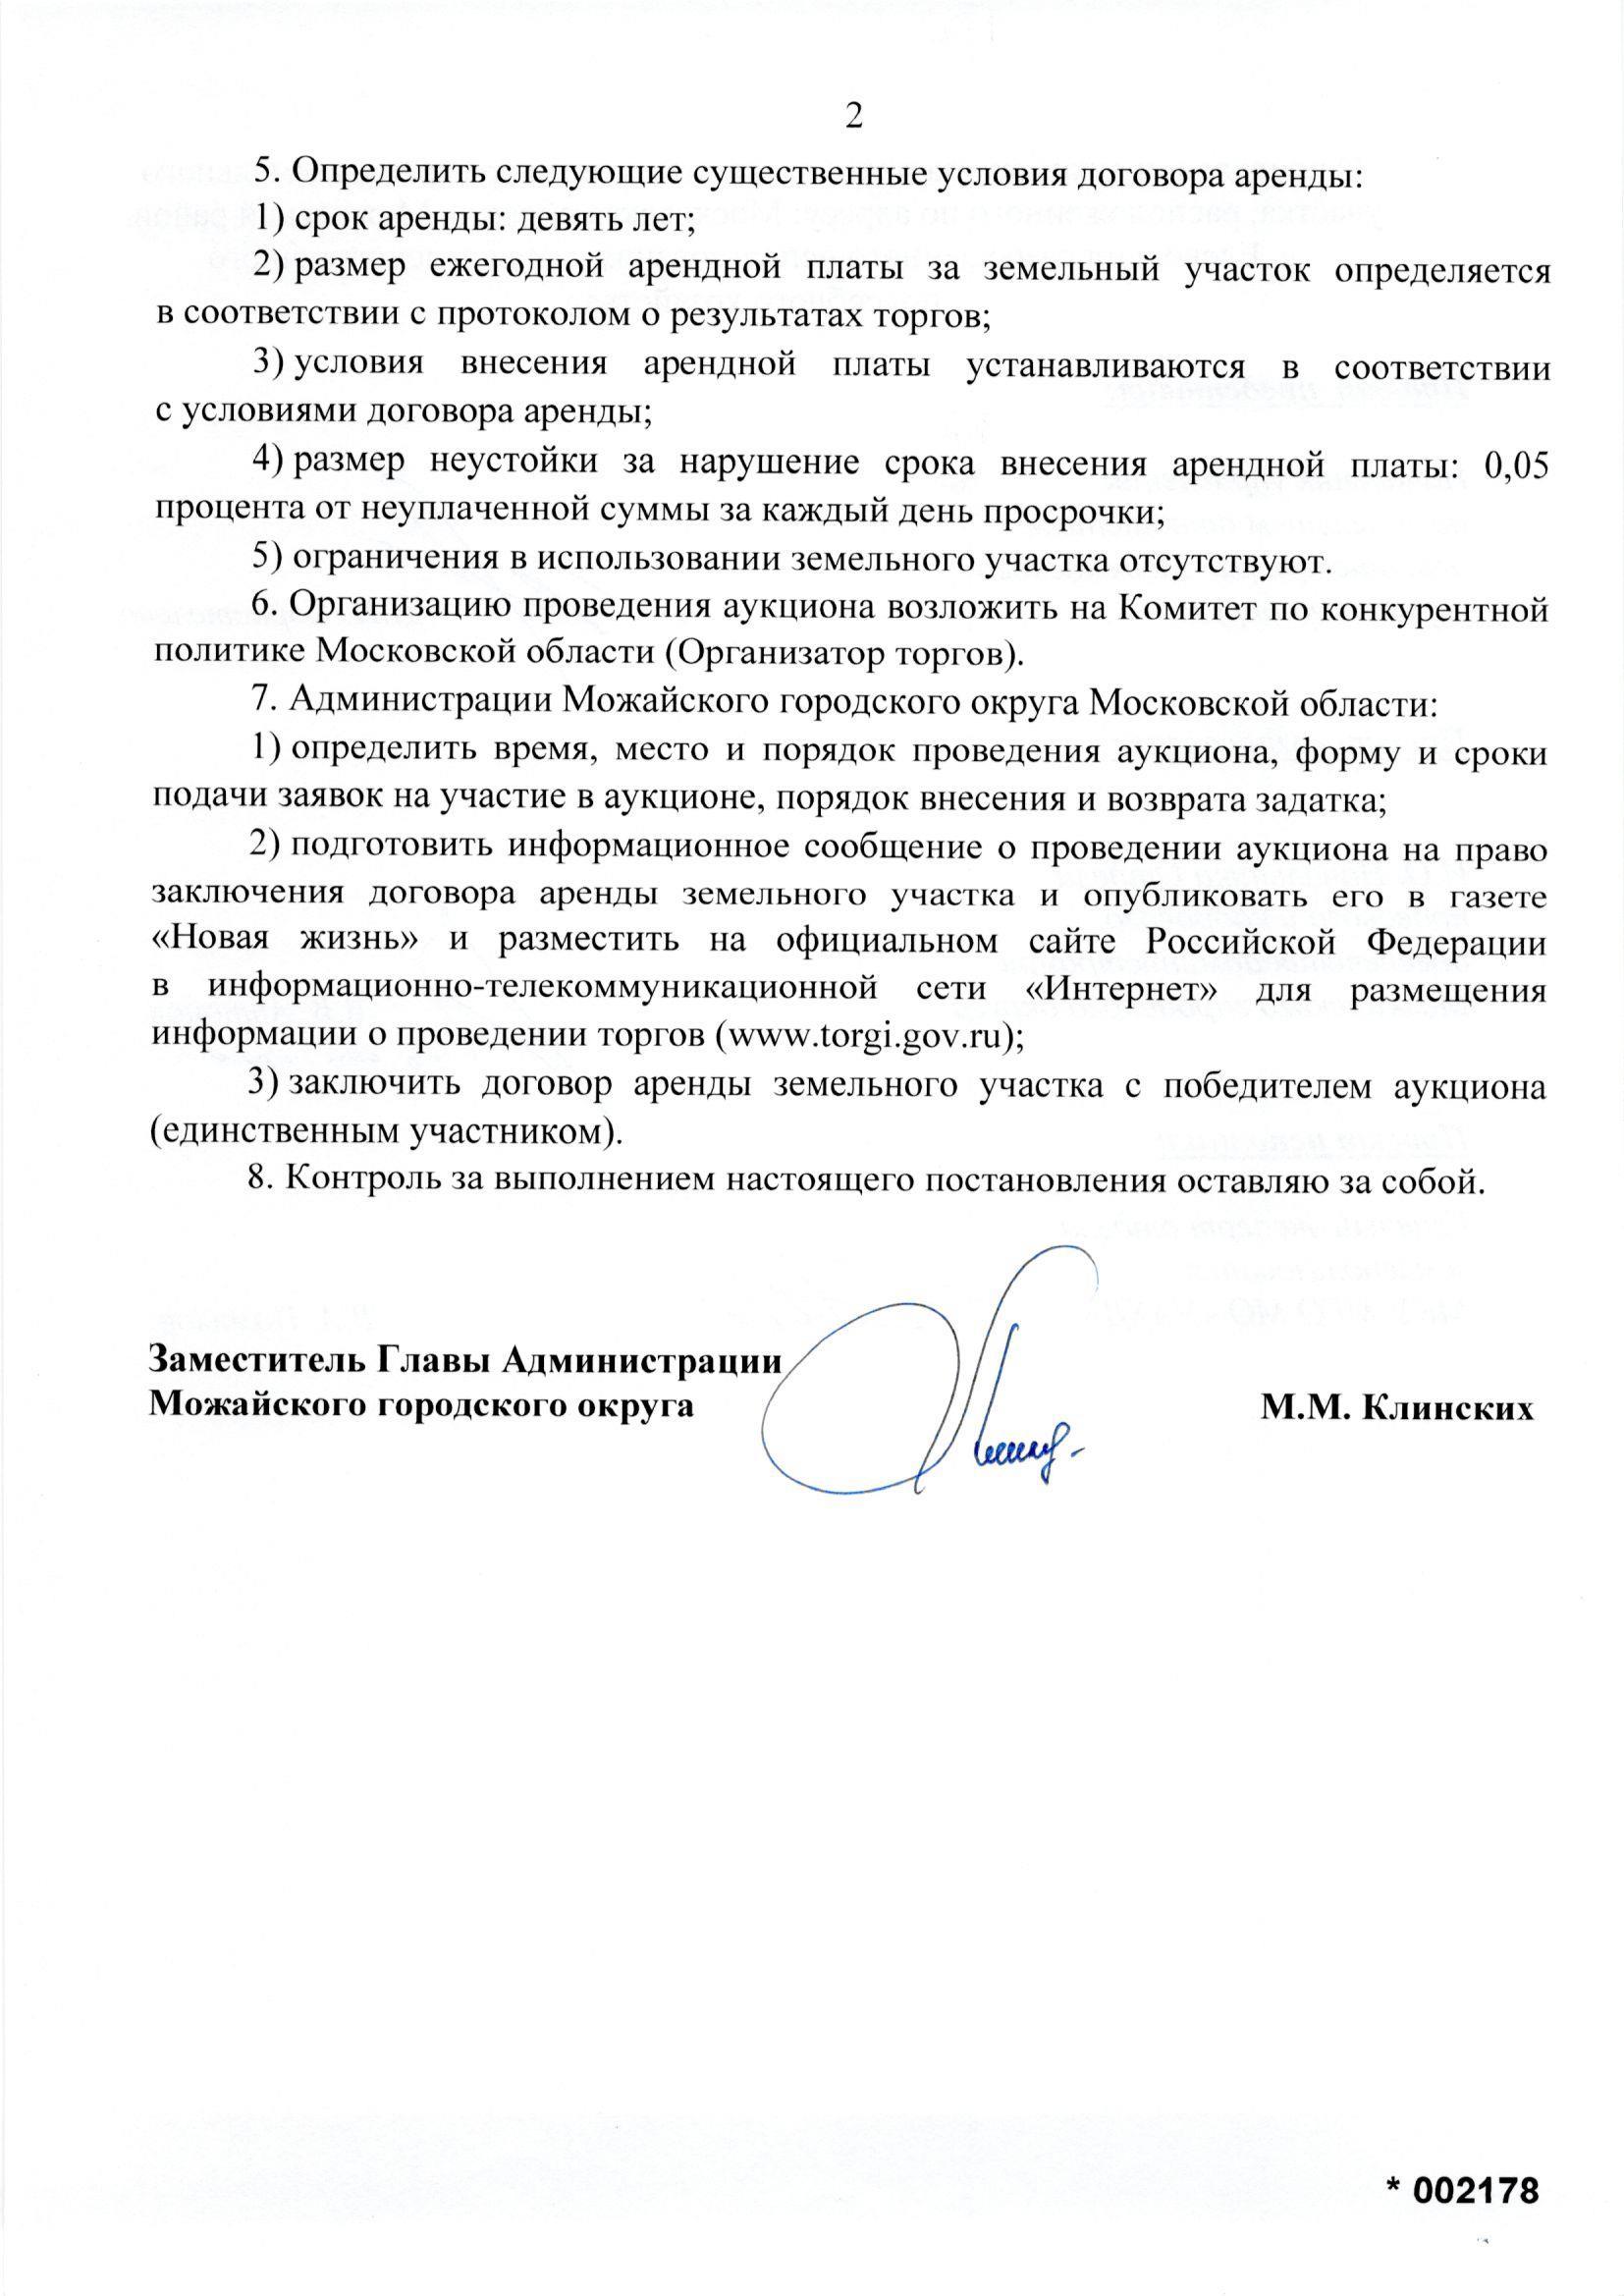 2
5. Определить следующие существенные условия договора аренды:
1) срок аренды: девять лет;
2) размер ежегодной арендной платы за земельный участок определяется
в соответствии с протоколом о результатах торгов;
3) условия внесения арендной платы устанавливаются в соответствии
с условиями договора аренды;
4) размер неустойки за нарушение срока внесения арендной платы: 0,05
процента от неуплаченной суммы за каждый день просрочки;
5) ограничения в использовании земельного участка отсутствуют.
6. Организацию проведения аукциона возложить на Комитет по конкурентной
политике Московской области (Организатор торгов).
7. Администрации Можайского городского округа Московской области:
1) определить время, место и порядок проведения аукциона, форму и сроки
подачи заявок на участие в аукционе, порядок внесения и возврата задатка;
2) подготовить информационное сообщение о проведении аукциона на право
заключения договора аренды земельного участка и опубликовать его в газете
«Новая жизнь» и разместить на официальном сайте Российской Федерации
в информационно-телекоммуникационной сети «Интернет» для размещения
информации о проведении торгов (www.torgi.gov.ru);
3) заключить договор аренды земельного участка с победителем аукциона
(единственным участником).
8. Контроль за выполнением настоящего постановления оставляю за собой.
Заместитель Главы Администрации
Можайского городского округа М.М. Клинских
* 002178